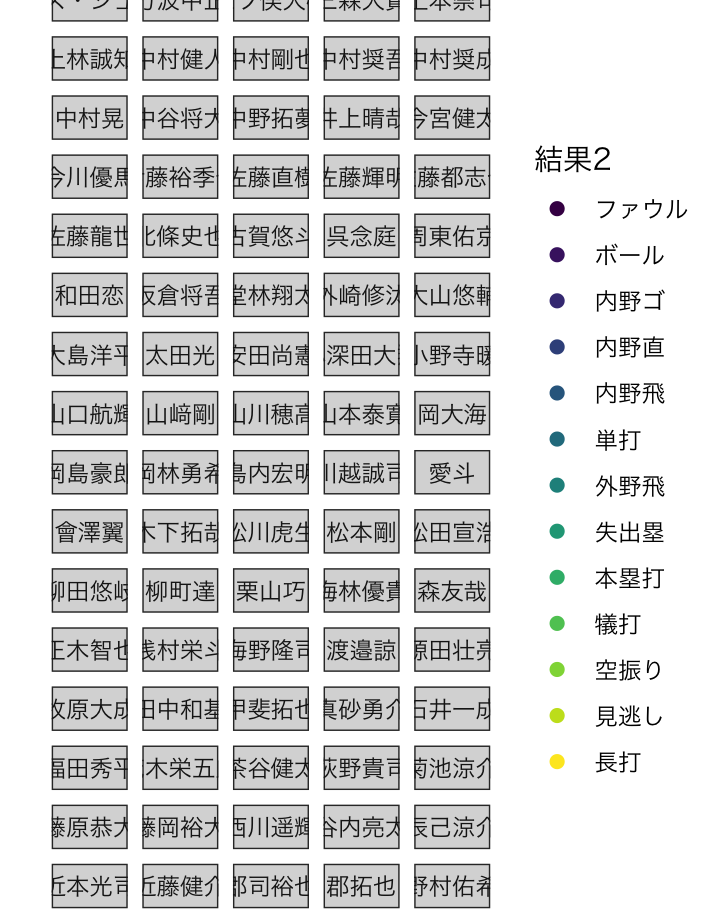 上林誠知 中村健人 中村剛也 中村奨吾 中村奨成
中村晃 中谷将大 中野拓夢 井上晴哉 今宮健太
今川優馬 藤裕季 佐藤直樹 佐藤輝明 藤都志
佐藤龍世 北條史也 古賀悠斗 呉念庭 周東佑京
和田恋 坂倉将吾 堂林翔太 外崎修汰 大山悠輔
大島洋平 太田光 安田尚憲 深田大 小野寺暖
山口航輝 山﨑剛 山川穂高 山本泰寛 岡大海
岡島豪郎 岡林勇希 島内宏明 川越誠司 愛斗
會澤翼 木下拓哉 松川虎生 松本剛 松田宣浩
柳田悠岐 柳町達 栗山巧 梅林優貴 森友哉
正木智也 浅村栄斗 海野隆司 渡邉諒 源田壮亮
牧原大成 田中和基 甲斐拓也 真砂勇介 石井一成
福田秀平 木栄五 茶谷健太 荻野貴司 菊池涼介
藤原恭大 藤岡裕大 西川遥輝 谷内亮太 辰己涼介
近本光司 近藤健介 郡司裕也 郡拓也 野村佑希
結果2
ファウル
ボール
内野ゴ
内野直
内野飛
単打
外野飛
失出塁
本塁打
犠打
空振り
見逃し
長打